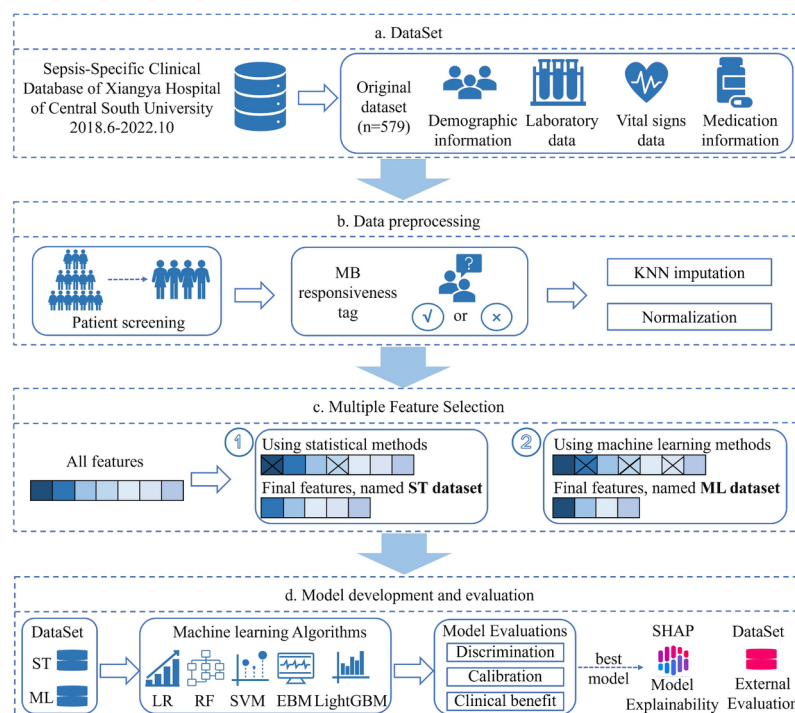 a. DataSet
Sepsis-Specific Clinical
Database of Xiangya Hospital
of Central South University
2018.6-2022.10
Original
dataset
(n=579)
Demographic
information
Laboratory
data
Vital signs
data
Medication
information
b. Data preprocessing
Patient screening
MB
responsiveness
tag
?
√ or ×
KNN imputation
Normalization
c. Multiple Feature Selection
All features
1
Using statistical methods
Final features, named ST dataset
2
Using machine learning methods
Final features, named ML dataset
d. Model development and evaluation
DataSet
ST
ML
Machine learning Algorithms
LR RF SVM EBM LightGBM
Model Evaluations
Discrimination
Calibration
Clinical benefit
best
model
SHAP
Model
Explainability
DataSet
External
Evaluation